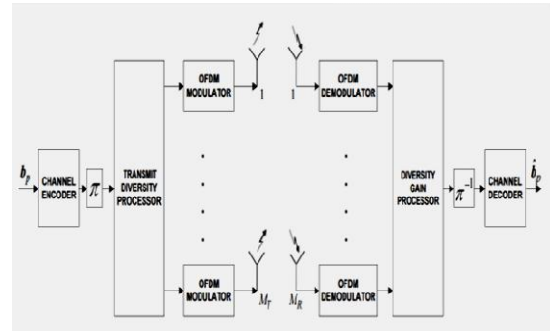 b_p
CHANNEL
ENCODER
π
TRANSMIT
DIVERSITY
PROCESSOR
OFDM
MODULATOR
1
1
OFDM
DEMODULATOR
OFDM
MODULATOR
M_T
M_R
OFDM
DEMODULATOR
DIVERSITY
GAIN
PROCESSOR
π^-1
CHANNEL
DECODER
b̂_p